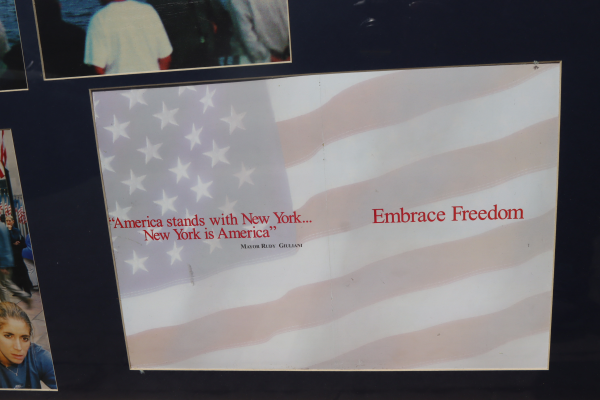 “America stands with New York...
New York is America”
Mayor Rudy Giuliani
Embrace Freedom